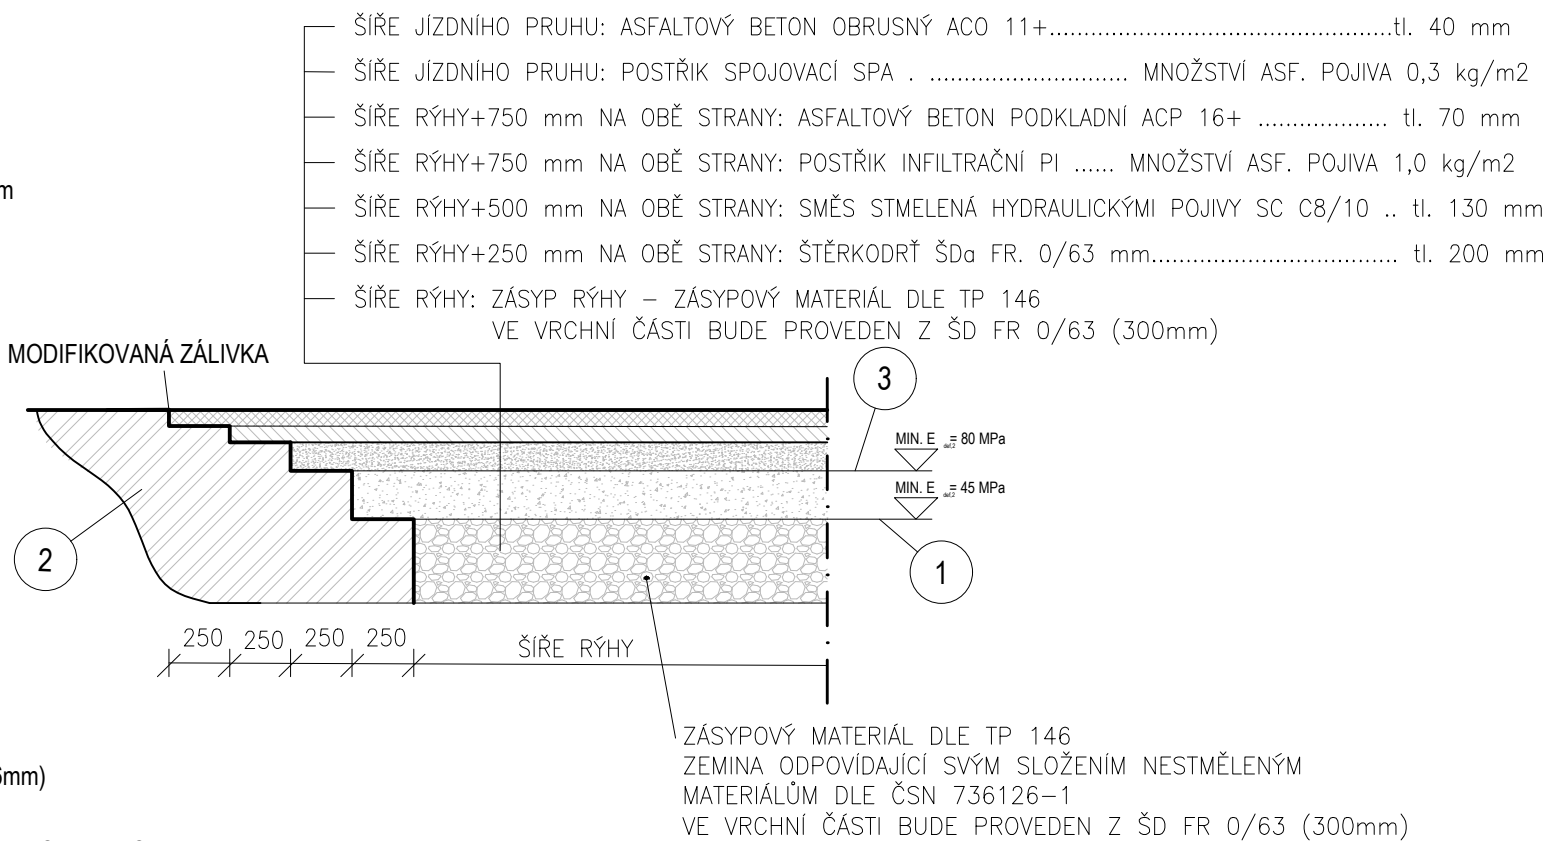 ŠÍŘE JÍZDNÍHO PRUHU: ASFALTOVÝ BETON OBRUSNÝ ACO 11+.................................................tl. 40 mm
ŠÍŘE JÍZDNÍHO PRUHU: POSTŘIK SPOJOVACÍ SPA . ............................. MNOŽSTVÍ ASF. POJIVA 0,3 kg/m2
ŠÍŘE RÝHY+750 mm NA OBĚ STRANY: ASFALTOVÝ BETON PODKLADNÍ ACP 16+ ................... tl. 70 mm
ŠÍŘE RÝHY+750 mm NA OBĚ STRANY: POSTŘIK INFILTRAČNÍ PI ...... MNOŽSTVÍ ASF. POJIVA 1,0 kg/m2
m
ŠÍŘE RÝHY+500 mm NA OBĚ STRANY: SMĚS STMELENÁ HYDRAULICKÝMI POJIVY SC C8/10 .. tl. 130 mm
ŠÍŘE RÝHY+250 mm NA OBĚ STRANY: ŠTĚRKODRŤ ŠDa FR. 0/63 mm.................................... tl. 200 mm
ŠÍŘE RÝHY: ZÁSYP RÝHY – ZÁSYPOVÝ MATERIÁL DLE TP 146
VE VRCHNÍ ČÁSTI BUDE PROVEDEN Z ŠD FR 0/63 (300mm)
MODIFIKOVANÁ ZÁLIVKA
3
MIN. E def,2 = 80 MPa
MIN. E def,2 = 45 MPa
2
1
250
250
250
250
ŠÍŘE RÝHY
ZÁSYPOVÝ MATERIÁL DLE TP 146
ZEMINA ODPOVÍDAJÍCÍ SVÝM SLOŽENÍM NESTMĚLENÝM
6mm)
MATERIÁLŮM DLE ČSN 736126–1
VE VRCHNÍ ČÁSTI BUDE PROVEDEN Z ŠD FR 0/63 (300mm)